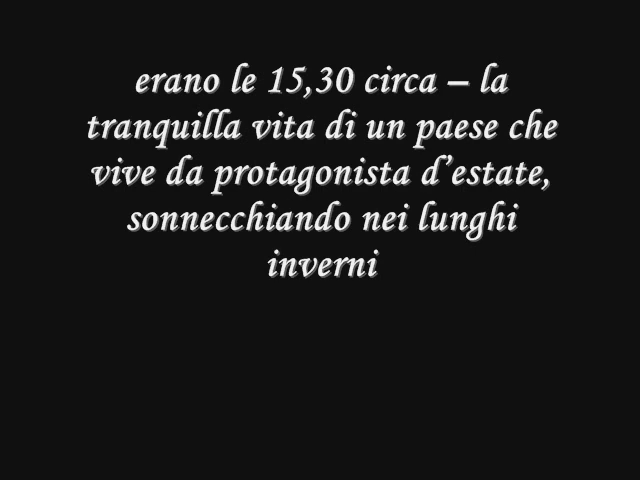 erano le 15,30 circa – la
tranquilla vita di un paese che
vive da protagonista d’estate,
sonnecchiando nei lunghi
inverni